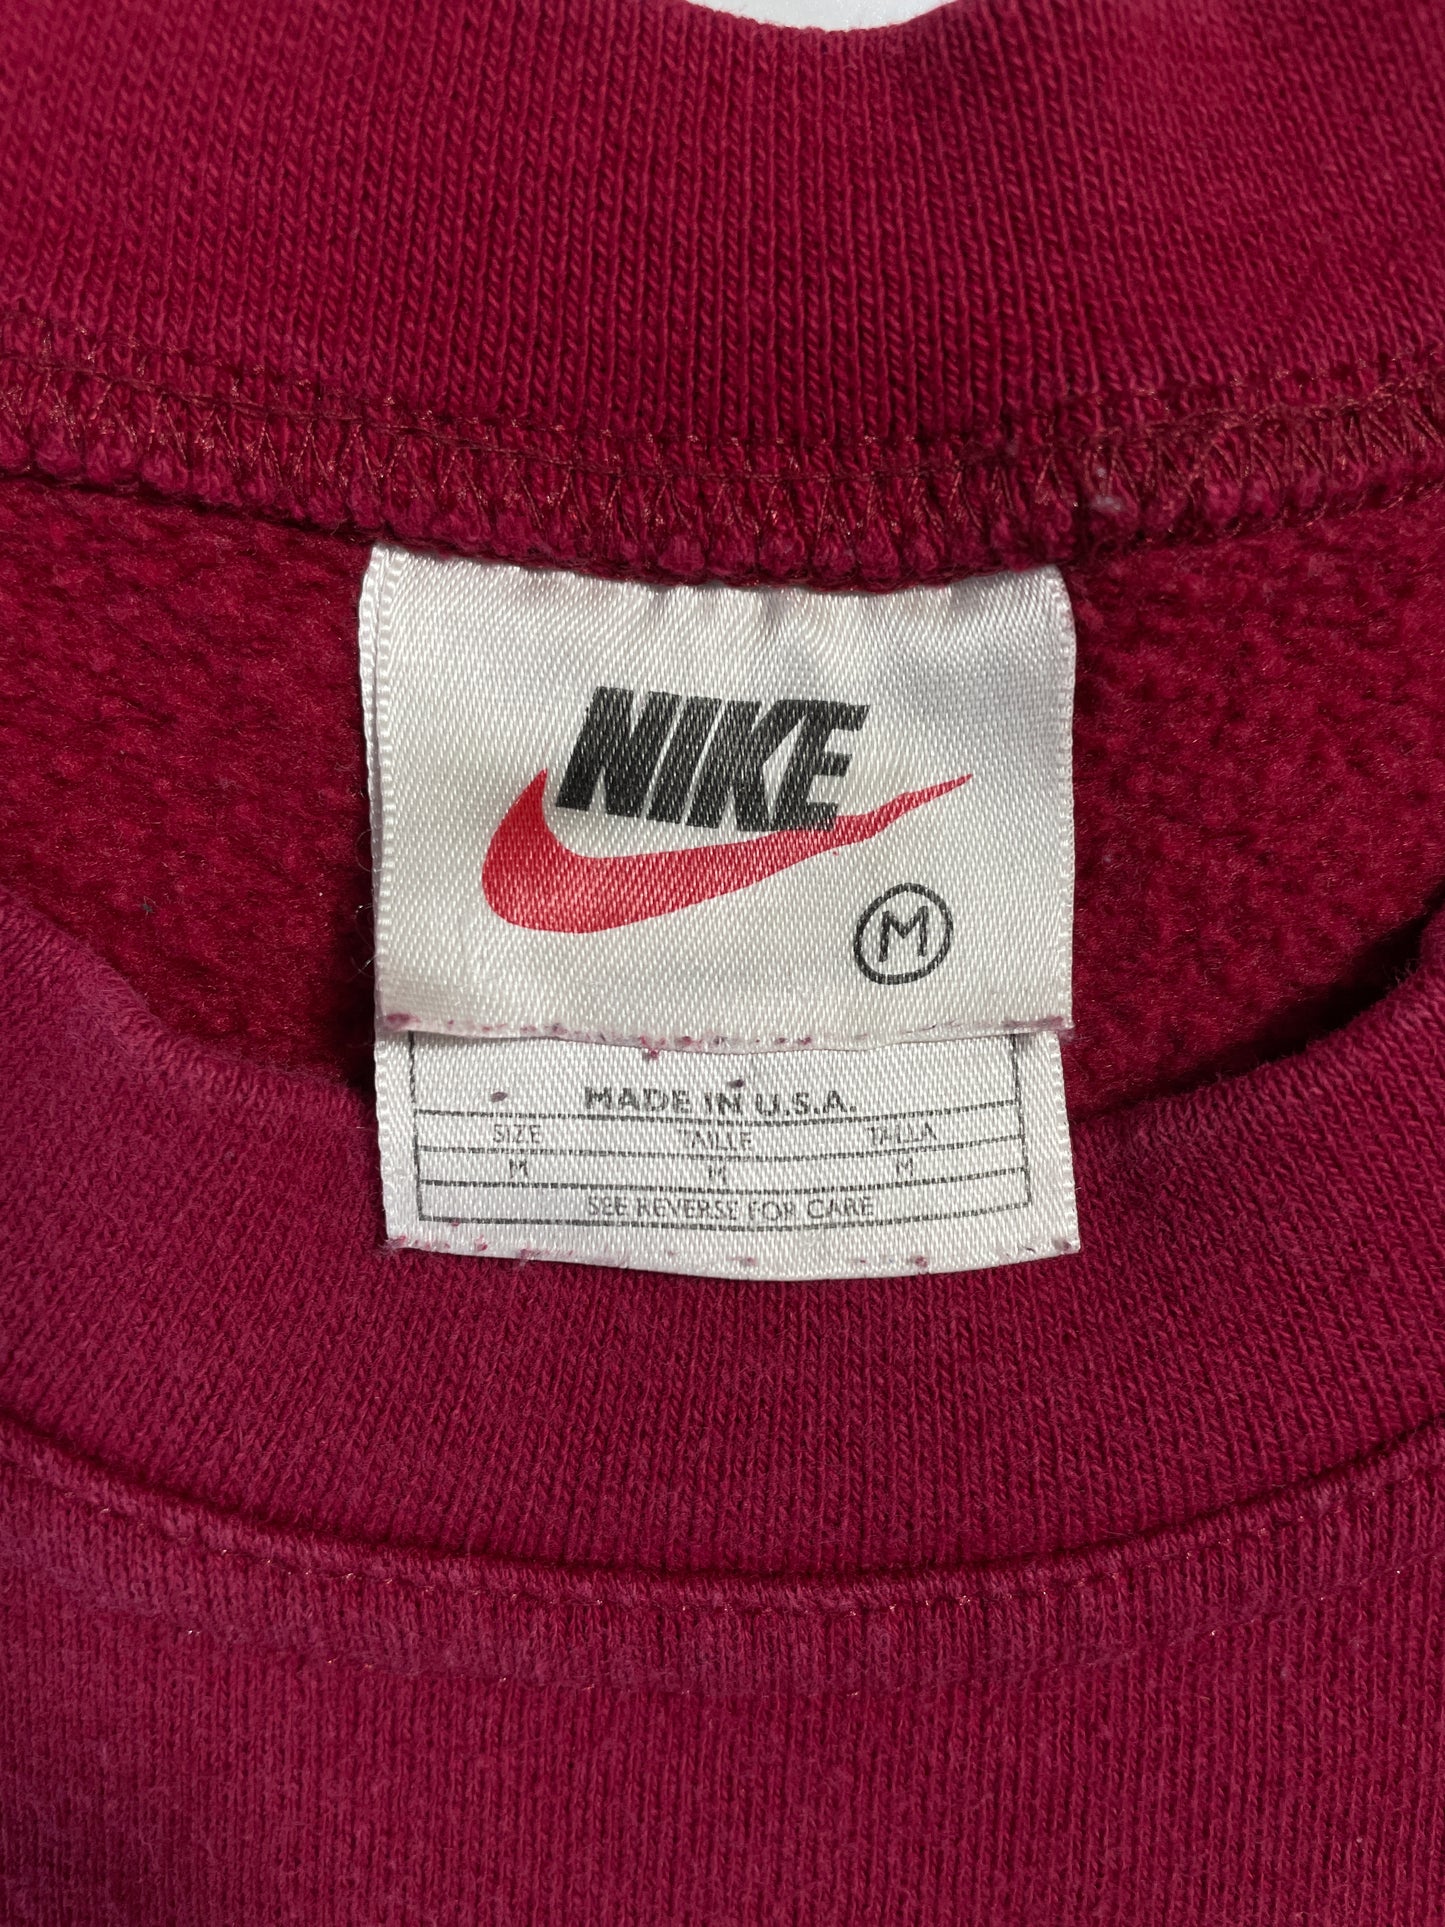 NIKE
M
MADE IN U.S.A.
SIZE TAILLE TALLA
M M M
SEE REVERSE FOR CARE